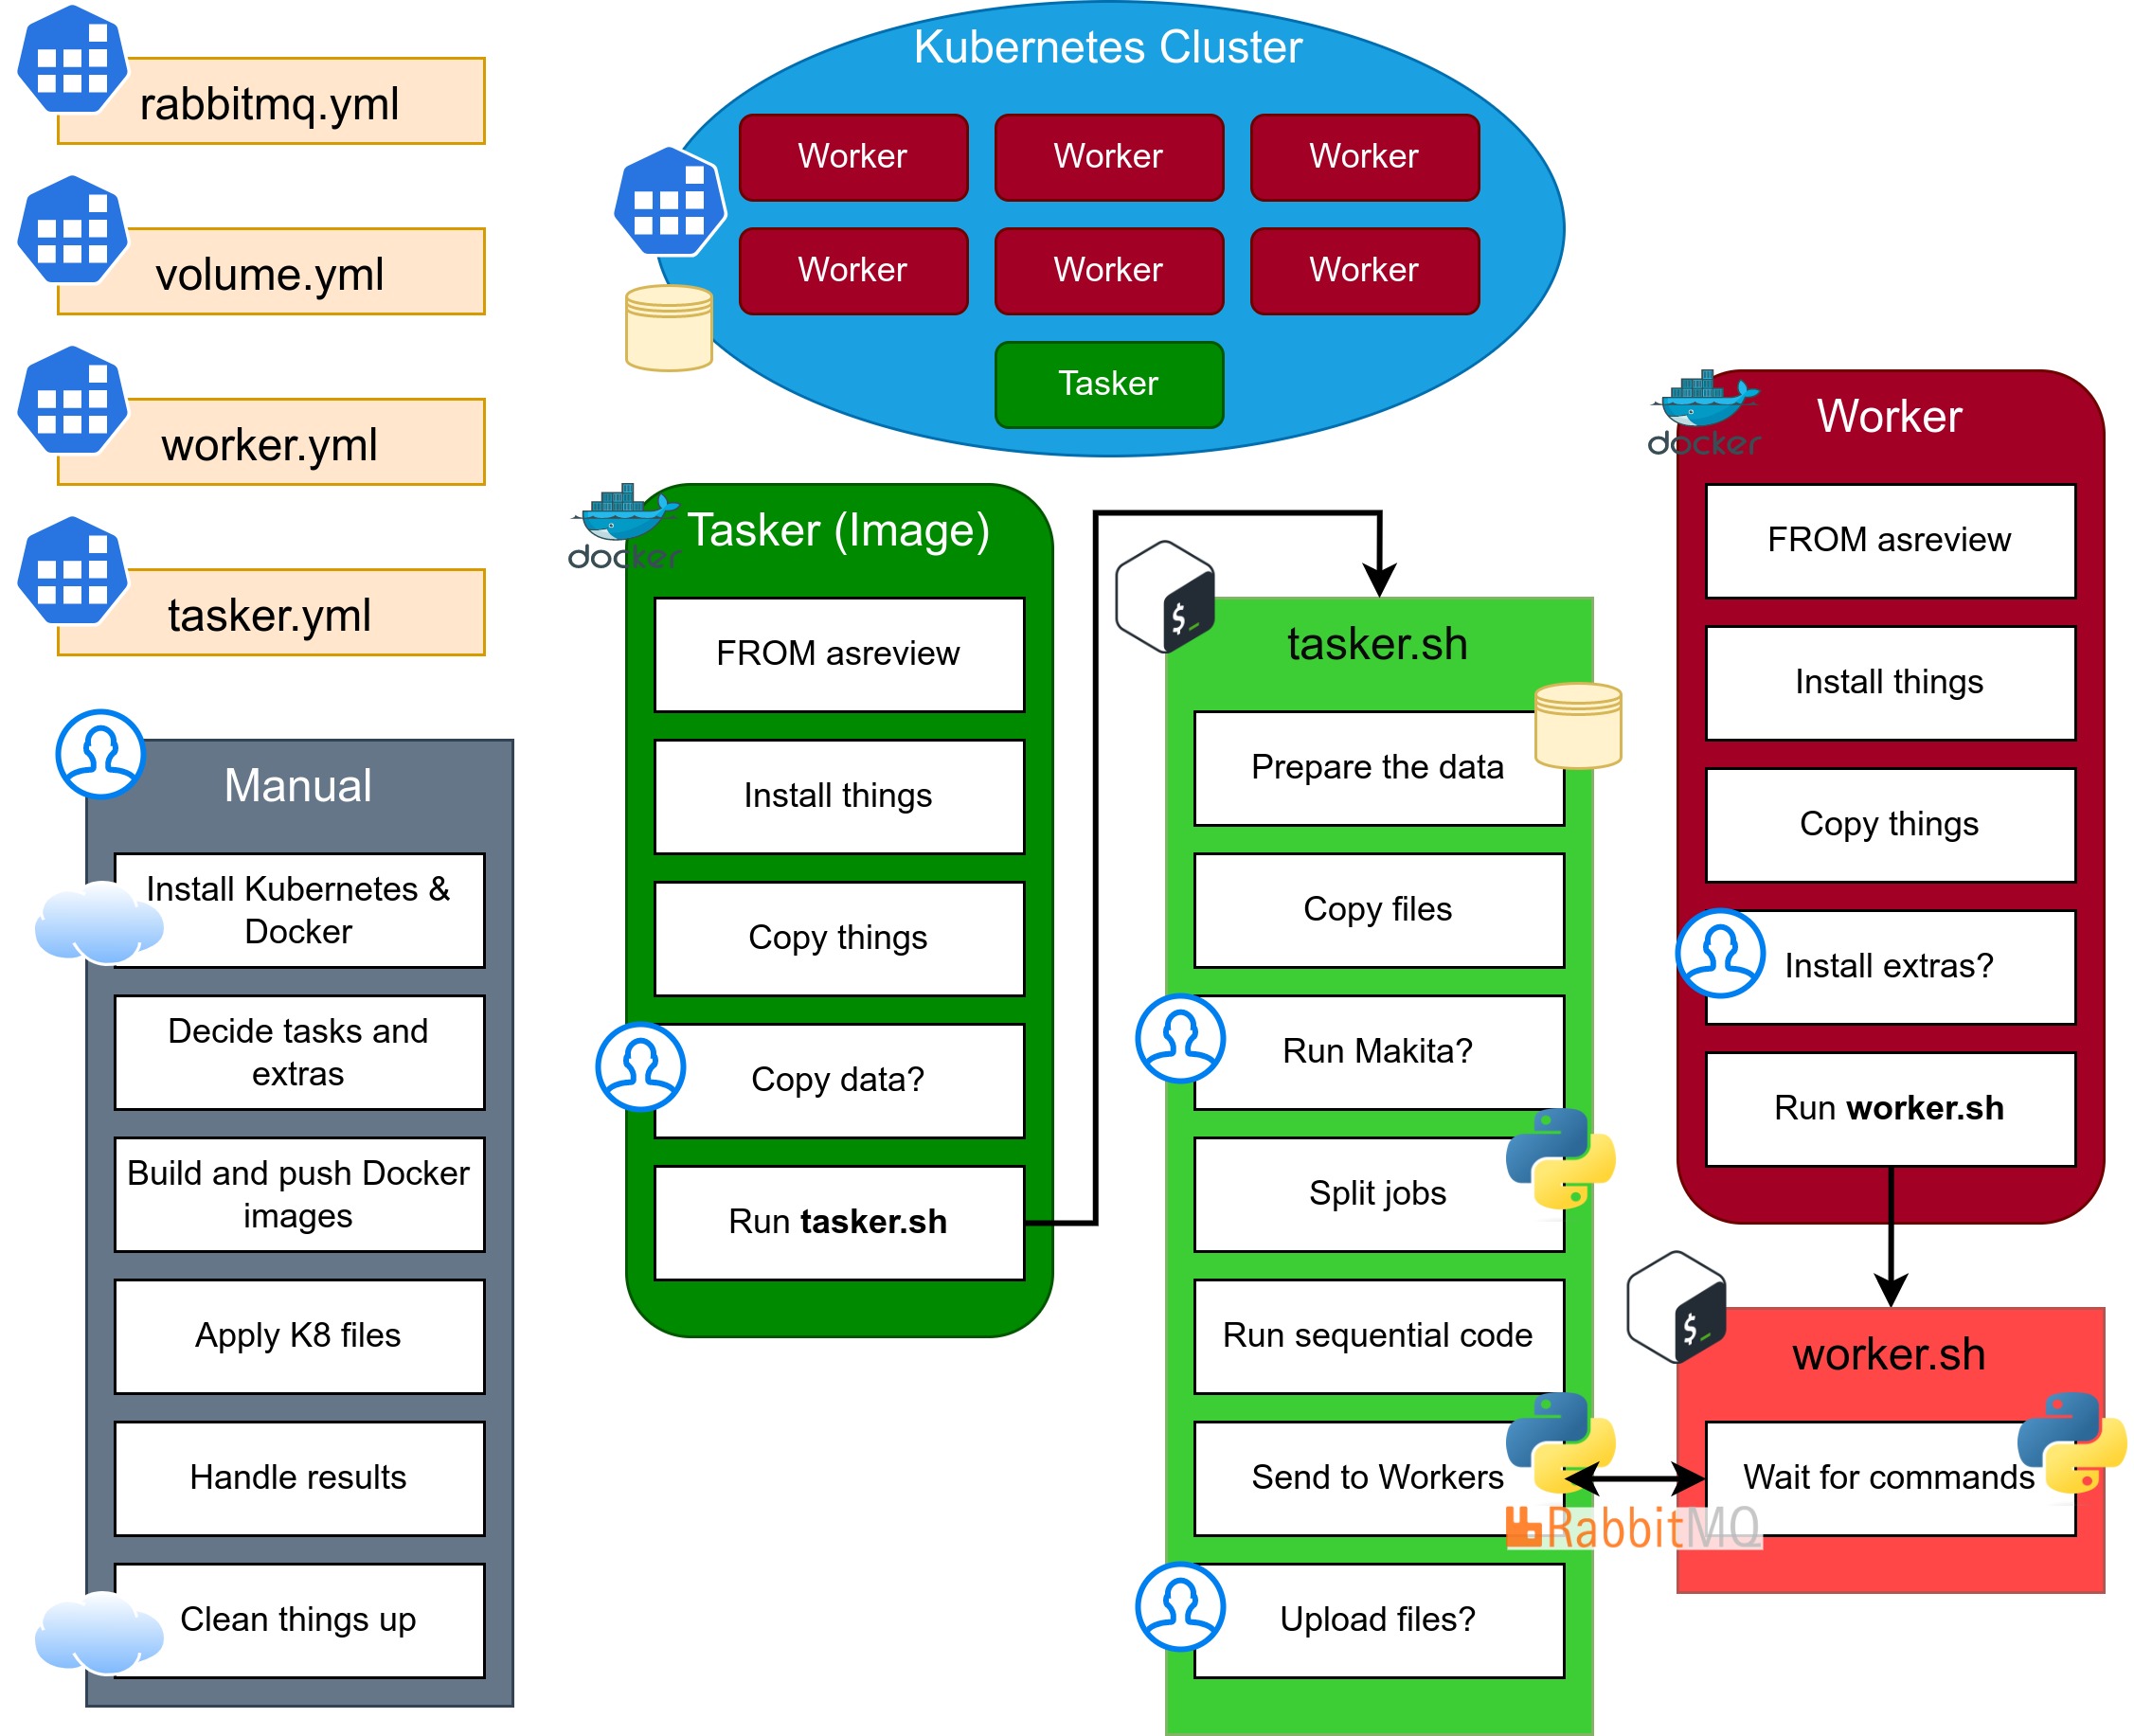 rabbitmq.yml
volume.yml
worker.yml
tasker.yml
Manual
Install Kubernetes &
Docker
Decide tasks and
extras
Build and push Docker
images
Apply K8 files
Handle results
Clean things up
Kubernetes Cluster
Worker
Worker
Worker
Worker
Worker
Worker
Tasker
docker
Tasker (Image)
FROM asreview
Install things
Copy things
Copy data?
Run tasker.sh
$_
tasker.sh
Prepare the data
Copy files
Run Makita?
Split jobs
Run sequential code
Send to Workers
RabbitMQ
Upload files?
docker
Worker
FROM asreview
Install things
Copy things
Install extras?
Run worker.sh
$_
worker.sh
Wait for commands